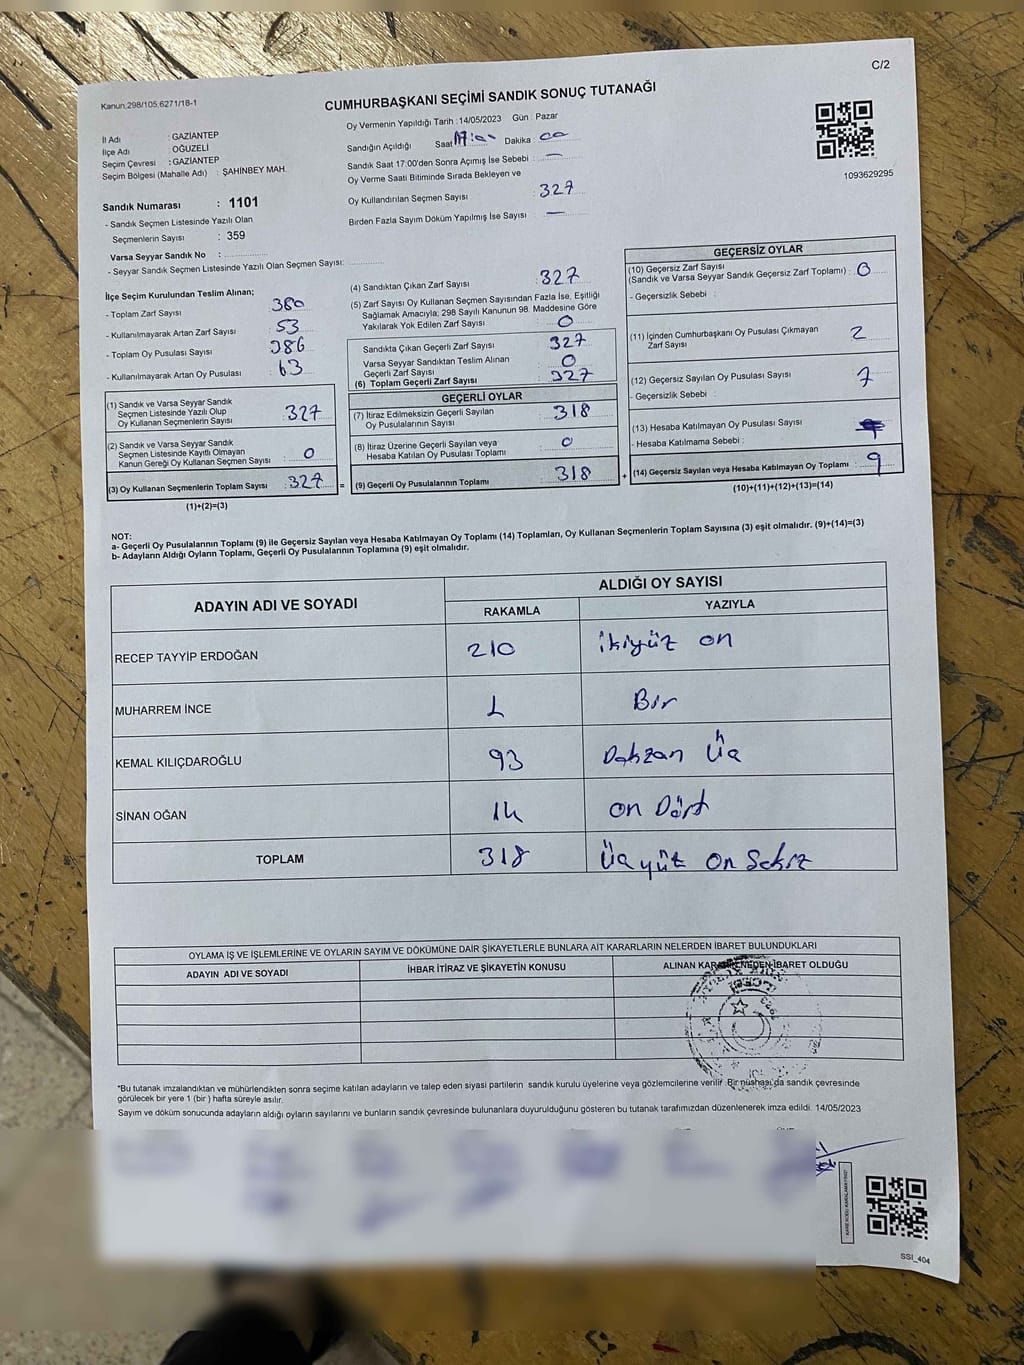 C/2
Kanun;298/105;6271/18-1
CUMHURBAŞKANI SEÇİMİ SANDIK SONUÇ TUTANAĞI
İl Adı : GAZİANTEP
İlçe Adı : OĞUZELİ
Seçim Çevresi : GAZİANTEP
Seçim Bölgesi (Mahalle Adı) : ŞAHİNBEY MAH.
Sandık Numarası : 1101
- Sandık Seçmen Listesinde Yazılı Olan
Seçmenlerin Sayısı : 359
Varsa Seyyar Sandık No :
- Seyyar Sandık Seçmen Listesinde Yazılı Olan Seçmen Sayısı:
Oy Vermenin Yapıldığı Tarih : 14/05/2023 Gün : Pazar
Sandığın Açıldığı Saat Dakika
Sandık Saat 17:00'den Sonra Açımış İse Sebebi : —
Oy Verme Saati Bitiminde Sırada Bekleyen ve
Oy Kullandırılan Seçmen Sayısı 327
Birden Fazla Sayım Döküm Yapılmış İse Sayısı —
1093629295
İlçe Seçim Kurulundan Teslim Alınan;
- Toplam Zarf Sayısı : 380
- Kullanılmayarak Artan Zarf Sayısı : 53
- Toplam Oy Pusulası Sayısı : 386
- Kullanılmayarak Artan Oy Pusulası : 63
(1) Sandık ve Varsa Seyyar Sandık
Seçmen Listesinde Yazılı Olup
Oy Kullanan Seçmenlerin Sayısı : 327
(2) Sandık ve Varsa Seyyar Sandık
Seçmen Listesinde Kayıtlı Olmayan
Kanun Gereği Oy Kullanan Seçmen Sayısı : 0
(3) Oy Kullanan Seçmenlerin Toplam Sayısı : 327
(1)+(2)=(3)
=
(4) Sandıktan Çıkan Zarf Sayısı : 327
(5) Zarf Sayısı Oy Kullanan Seçmen Sayısından Fazla İse, Eşitliği
Sağlamak Amacıyla; 298 Sayılı Kanunun 98. Maddesine Göre
Yakılarak Yok Edilen Zarf Sayısı : 0
Sandıkta Çıkan Geçerli Zarf Sayısı : 327
Varsa Seyyar Sandıktan Teslim Alınan
Geçerli Zarf Sayısı : 0
(6) Toplam Geçerli Zarf Sayısı : 327
GEÇERLİ OYLAR
(7) İtiraz Edilmeksizin Geçerli Sayılan
Oy Pusulalarının Sayısı : 318
(8) İtiraz Üzerine Geçerli Sayılan veya
Hesaba Katılan Oy Pusulası Toplamı : 0
(9) Geçerli Oy Pusulalarının Toplamı : 318
+
GEÇERSİZ OYLAR
(10) Geçersiz Zarf Sayısı
(Sandık ve Varsa Seyyar Sandık Geçersiz Zarf Toplamı) : 0
- Geçersizlik Sebebi :
(11) İçinden Cumhurbaşkanı Oy Pusulası Çıkmayan
Zarf Sayısı : 2
(12) Geçersiz Sayılan Oy Pusulası Sayısı : 7
- Geçersizlik Sebebi :
(13) Hesaba Katılmayan Oy Pusulası Sayısı :
- Hesaba Katılmama Sebebi :
(14) Geçersiz Sayılan veya Hesaba Katılmayan Oy Toplamı : 9
(10)+(11)+(12)+(13)=(14)
NOT:
a- Geçerli Oy Pusulalarının Toplamı (9) ile Geçersiz Sayılan veya Hesaba Katılmayan Oy Toplamı (14) Toplamları, Oy Kullanan Seçmenlerin Toplam Sayısına (3) eşit olmalıdır. (9)+(14)=(3)
b- Adayların Aldığı Oyların Toplamı, Geçerli Oy Pusulalarının Toplamına (9) eşit olmalıdır.
ADAYIN ADI VE SOYADI
ALDIĞI OY SAYISI
RAKAMLA YAZIYLA
RECEP TAYYİP ERDOĞAN 210 ikiyüz on
MUHARREM İNCE 1 Bir
KEMAL KILIÇDAROĞLU 93 Dokzan Üç
SİNAN OĞAN 14 on Dört
TOPLAM 318 Üçyüz on Sekiz
OYLAMA İŞ VE İŞLEMLERİNE VE OYLARIN SAYIM VE DÖKÜMÜNE DAİR ŞİKAYETLERLE BUNLARA AİT KARARLARIN NELERDEN İBARET BULUNDUKLARI
ADAYIN ADI VE SOYADI
İHBAR İTİRAZ VE ŞİKAYETİN KONUSU
ALINAN NEDEN İBARET OLDUĞU
*Bu tutanak imzalandıktan ve mühürlendikten sonra seçime katılan adayların ve talep eden siyasi partilerin sandık kurulu üyelerine veya gözlemcilerine verilir. Bir nüshası da sandık çevresinde
görülecek bir yere 1 (bir) hafta süreyle asılır.
Sayım ve döküm sonucunda adayların aldığı oyların sayılarını ve bunların sandık çevresinde bulunanlara duyurulduğunu gösteren bu tutanak tarafımızdan düzenlenerek imza edildi. 14/05/2023
SSI_404